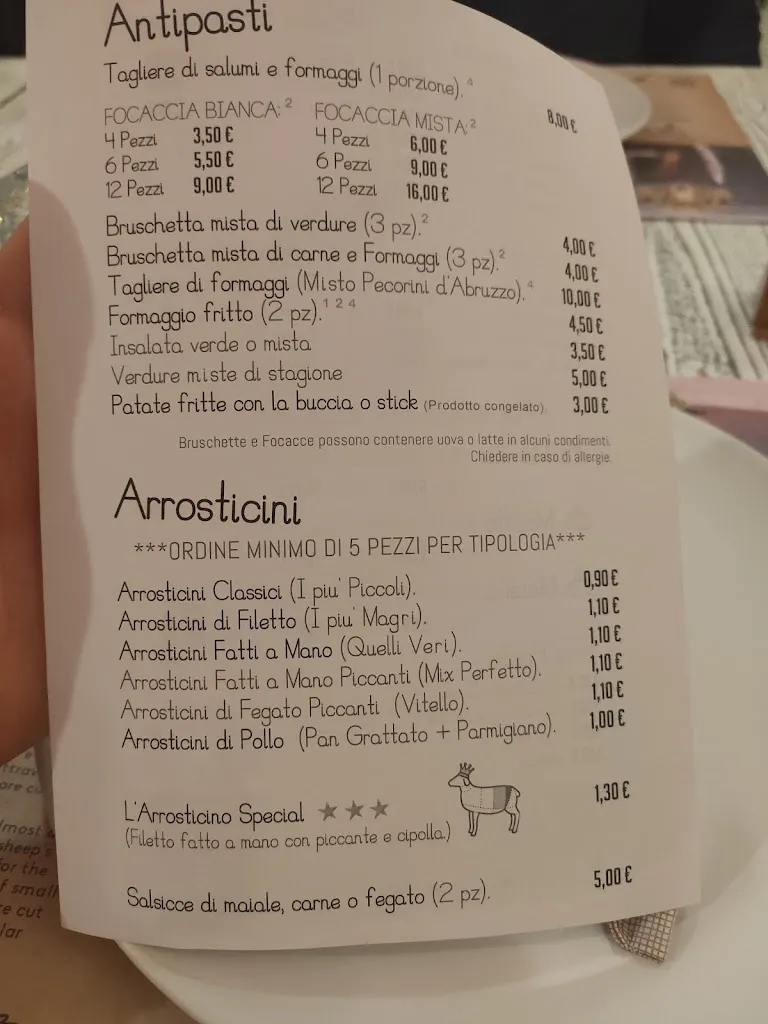 Antipasti
Tagliere di salumi e formaggi (1 porzione).⁴ 8,00 €
FOCACCIA BIANCA:² FOCACCIA MISTA:²
4 Pezzi 3,50 € 4 Pezzi 6,00 €
6 Pezzi 5,50 € 6 Pezzi 9,00 €
12 Pezzi 9,00 € 12 Pezzi 16,00 €
Bruschetta mista di verdure (3 pz).² 4,00 €
Bruschetta mista di carne e Formaggi (3 pz).² 4,00 €
Tagliere di formaggi (Misto Pecorini d'Abruzzo).⁴ 10,00 €
Formaggio fritto (2 pz).¹ ² ⁴ 4,50 €
Insalata verde o mista 3,50 €
Verdure miste di stagione 5,00 €
Patate fritte con la buccia o stick (Prodotto congelato). 3,00 €
Bruschette e Focacce possono contenere uova o latte in alcuni condimenti.
Chiedere in caso di allergie.
Arrosticini
***ORDINE MINIMO DI 5 PEZZI PER TIPOLOGIA***
Arrosticini Classici (I piu' Piccoli). 0,90 €
Arrosticini di Filetto (I piu' Magri). 1,10 €
Arrosticini Fatti a Mano (Quelli Veri). 1,10 €
Arrosticini Fatti a Mano Piccanti (Mix Perfetto). 1,10 €
Arrosticini di Fegato Piccanti (Vitello). 1,10 €
Arrosticini di Pollo (Pan Grattato + Parmigiano). 1,00 €
L'Arrosticino Special ★★★ 1,30 €
(Filetto fatto a mano con piccante e cipolla.)
Salsicce di maiale, carne o fegato (2 pz). 5,00 €
sheep's
for the
small
cut